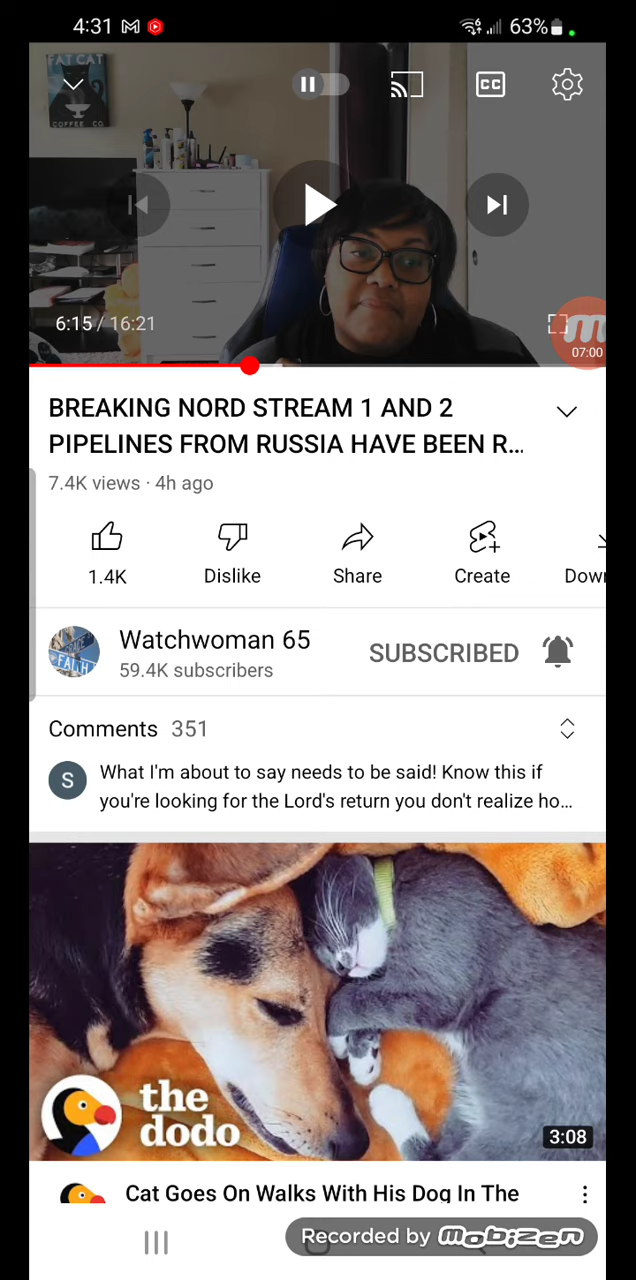 4:31
63%
FAT CAT
COFFEE CO
CC
6:15 / 16:21
07:00
BREAKING NORD STREAM 1 AND 2
PIPELINES FROM RUSSIA HAVE BEEN R...
7.4K views · 4h ago
1.4K
Dislike
Share
Create
Down
Watchwoman 65
59.4K subscribers
SUBSCRIBED
FAITH
Comments 351
S
What I'm about to say needs to be said! Know this if
you're looking for the Lord's return you don't realize ho...
the
dodo
3:08
Cat Goes On Walks With His Dog In The
Recorded by mobizen